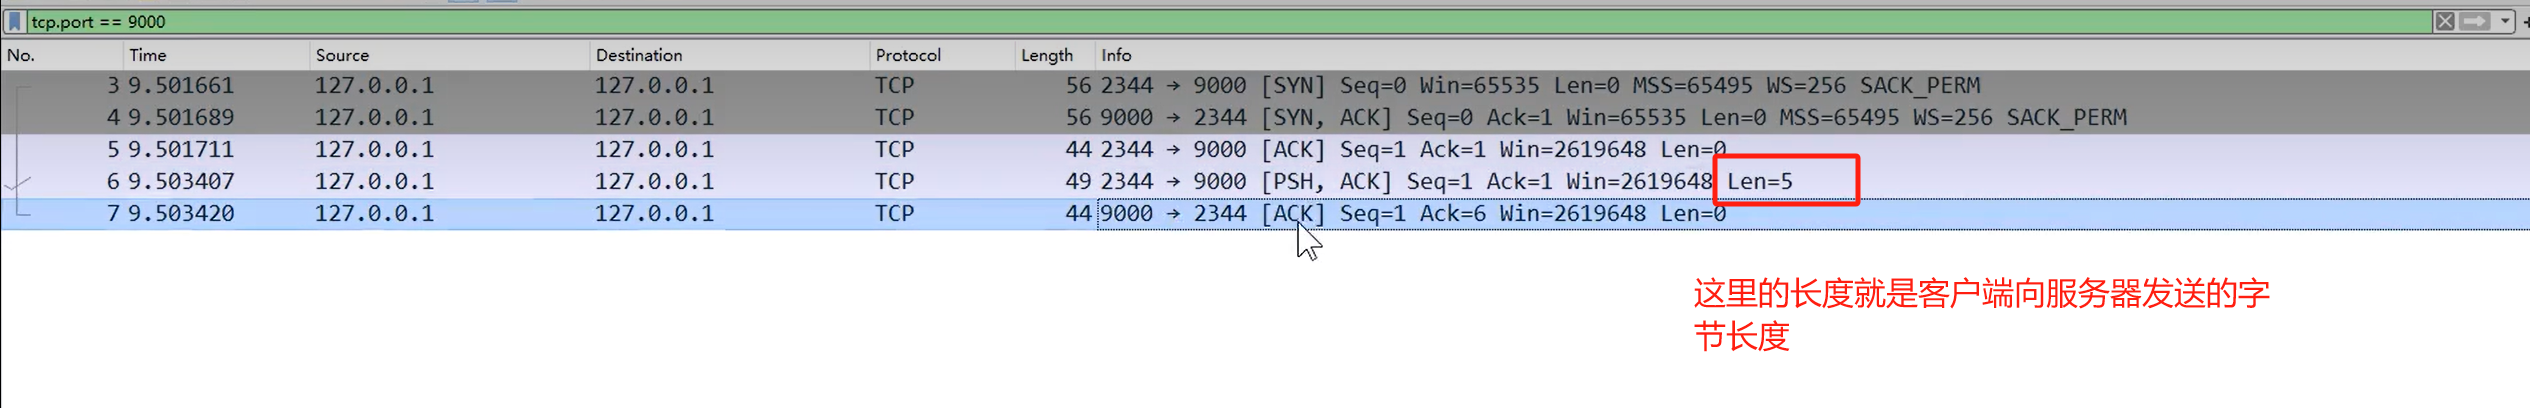 tcp.port == 9000
No. Time Source Destination Protocol Length Info
3 9.501661 127.0.0.1 127.0.0.1 TCP 56 2344 → 9000 [SYN] Seq=0 Win=65535 Len=0 MSS=65495 WS=256 SACK_PERM
4 9.501689 127.0.0.1 127.0.0.1 TCP 56 9000 → 2344 [SYN, ACK] Seq=0 Ack=1 Win=65535 Len=0 MSS=65495 WS=256 SACK_PERM
5 9.501711 127.0.0.1 127.0.0.1 TCP 44 2344 → 9000 [ACK] Seq=1 Ack=1 Win=2619648 Len=0
6 9.503407 127.0.0.1 127.0.0.1 TCP 49 2344 → 9000 [PSH, ACK] Seq=1 Ack=1 Win=2619648 Len=5
7 9.503420 127.0.0.1 127.0.0.1 TCP 44 9000 → 2344 [ACK] Seq=1 Ack=6 Win=2619648 Len=0
这里的长度就是客户端向服务器发送的字
节长度